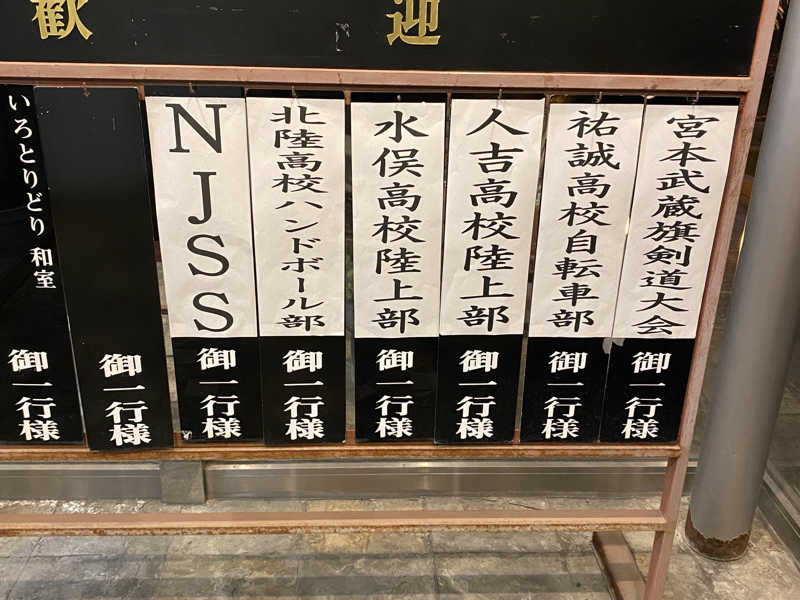 歓迎
宮本武蔵旗剣道大会 御一行様
祐誠高校自転車部 御一行様
人吉高校陸上部 御一行様
水俣高校陸上部 御一行様
北陸高校ハンドボール部 御一行様
NJSS 御一行様
御一行様
いろとりどり 和室 御一行様